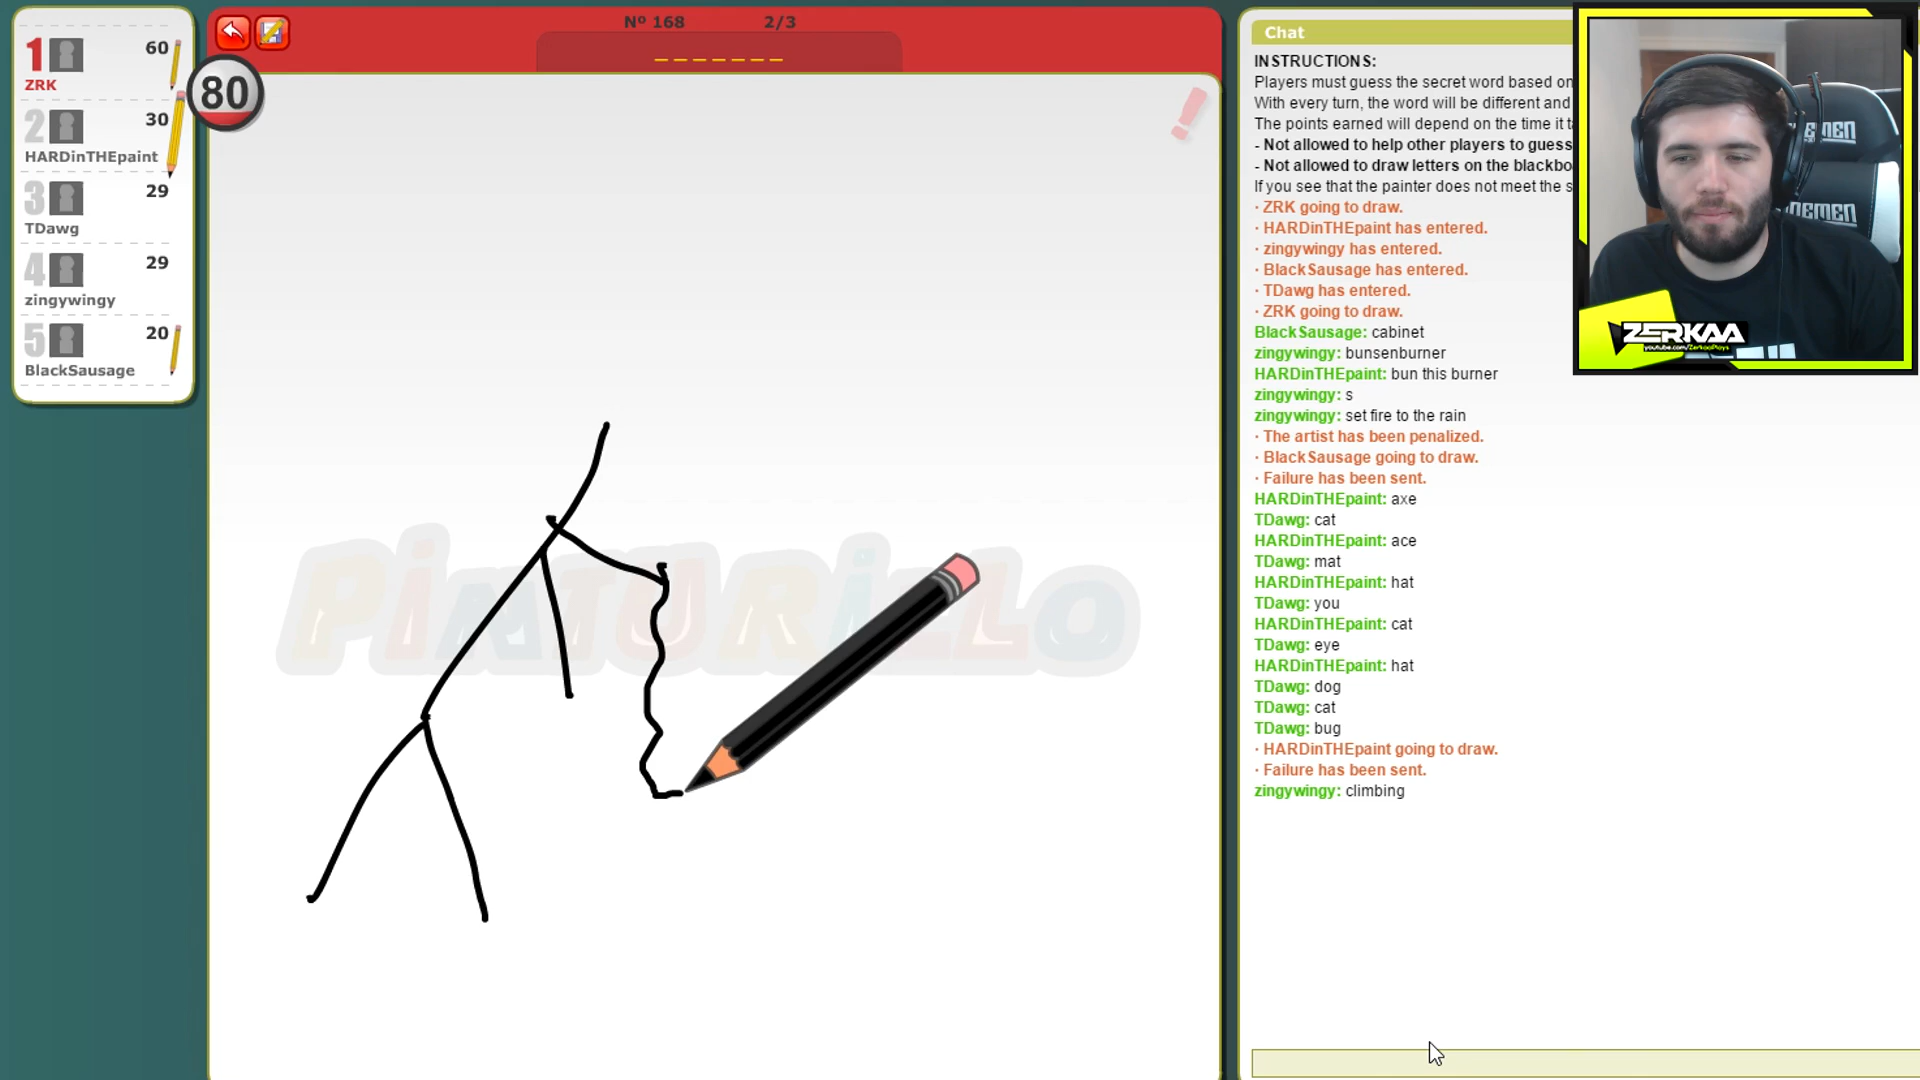 1
60
ZRK
2
30
HARDinTHEpaint
3
29
TDawg
4
29
zingywingy
5
20
BlackSausage
80
Nº 168
2/3
_ _ _ _ _ _ _
!
PiNTURiLLO
Chat
INSTRUCTIONS:
Players must guess the secret word based on
With every turn, the word will be different and
The points earned will depend on the time it t
- Not allowed to help other players to guess
- Not allowed to draw letters on the blackbo
If you see that the painter does not meet the s
· ZRK going to draw.
· HARDinTHEpaint has entered.
· zingywingy has entered.
· BlackSausage has entered.
· TDawg has entered.
· ZRK going to draw.
BlackSausage: cabinet
zingywingy: bunsenburner
HARDinTHEpaint: bun this burner
zingywingy: s
zingywingy: set fire to the rain
· The artist has been penalized.
· BlackSausage going to draw.
· Failure has been sent.
HARDinTHEpaint: axe
TDawg: cat
HARDinTHEpaint: ace
TDawg: mat
HARDinTHEpaint: hat
TDawg: you
HARDinTHEpaint: cat
TDawg: eye
HARDinTHEpaint: hat
TDawg: dog
TDawg: cat
TDawg: bug
· HARDinTHEpaint going to draw.
· Failure has been sent.
zingywingy: climbing
ZERKAA
youtube.com/ZerkaaPlays